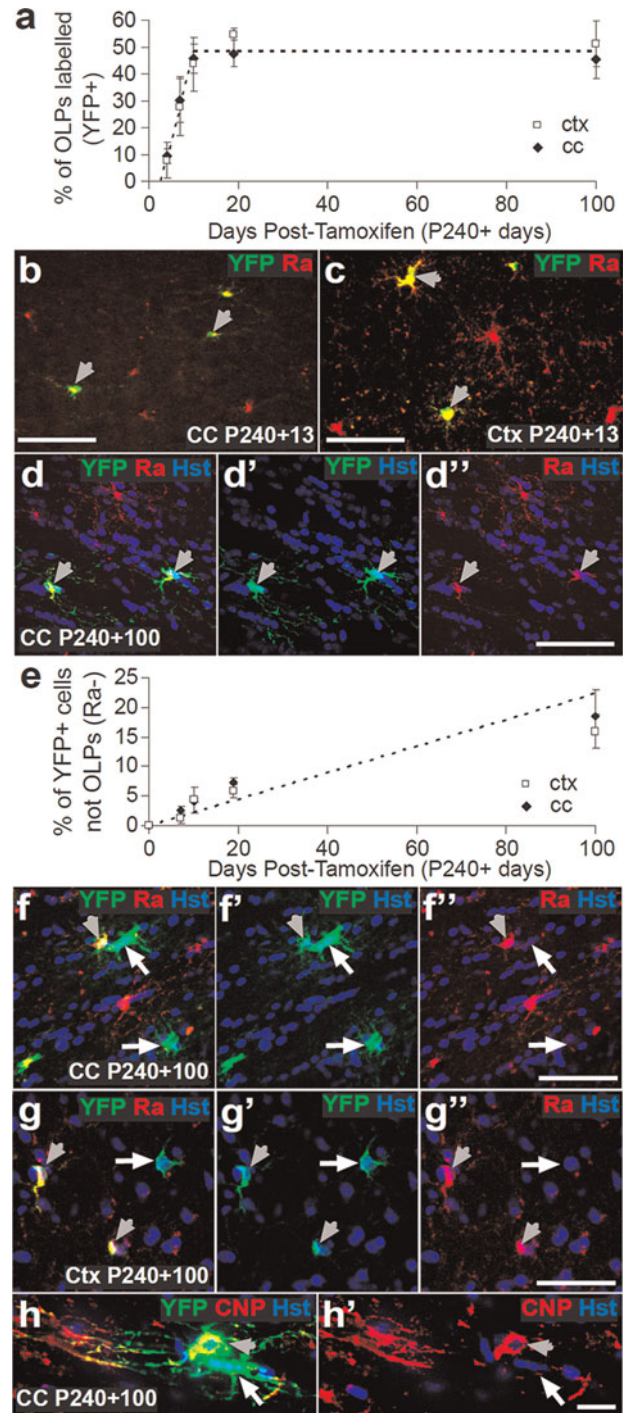 a
% of OLPs labelled
(YFP+)
60
50
40
30
20
10
0
0 20 40 60 80 100
ctx
cc
Days Post-Tamoxifen (P240+ days)
b YFP Ra
CC P240+13
c YFP Ra
Ctx P240+13
d YFP Ra Hst
CC P240+100
d' YFP Hst
d'' Ra Hst
e
% of YFP+ cells
not OLPs (Ra-)
25
20
15
10
5
0
0 20 40 60 80 100
ctx
cc
Days Post-Tamoxifen (P240+ days)
f YFP Ra Hst
CC P240+100
f' YFP Hst
f'' Ra Hst
g YFP Ra Hst
Ctx P240+100
g' YFP Hst
g'' Ra Hst
h YFP CNP Hst
CC P240+100
h' CNP Hst